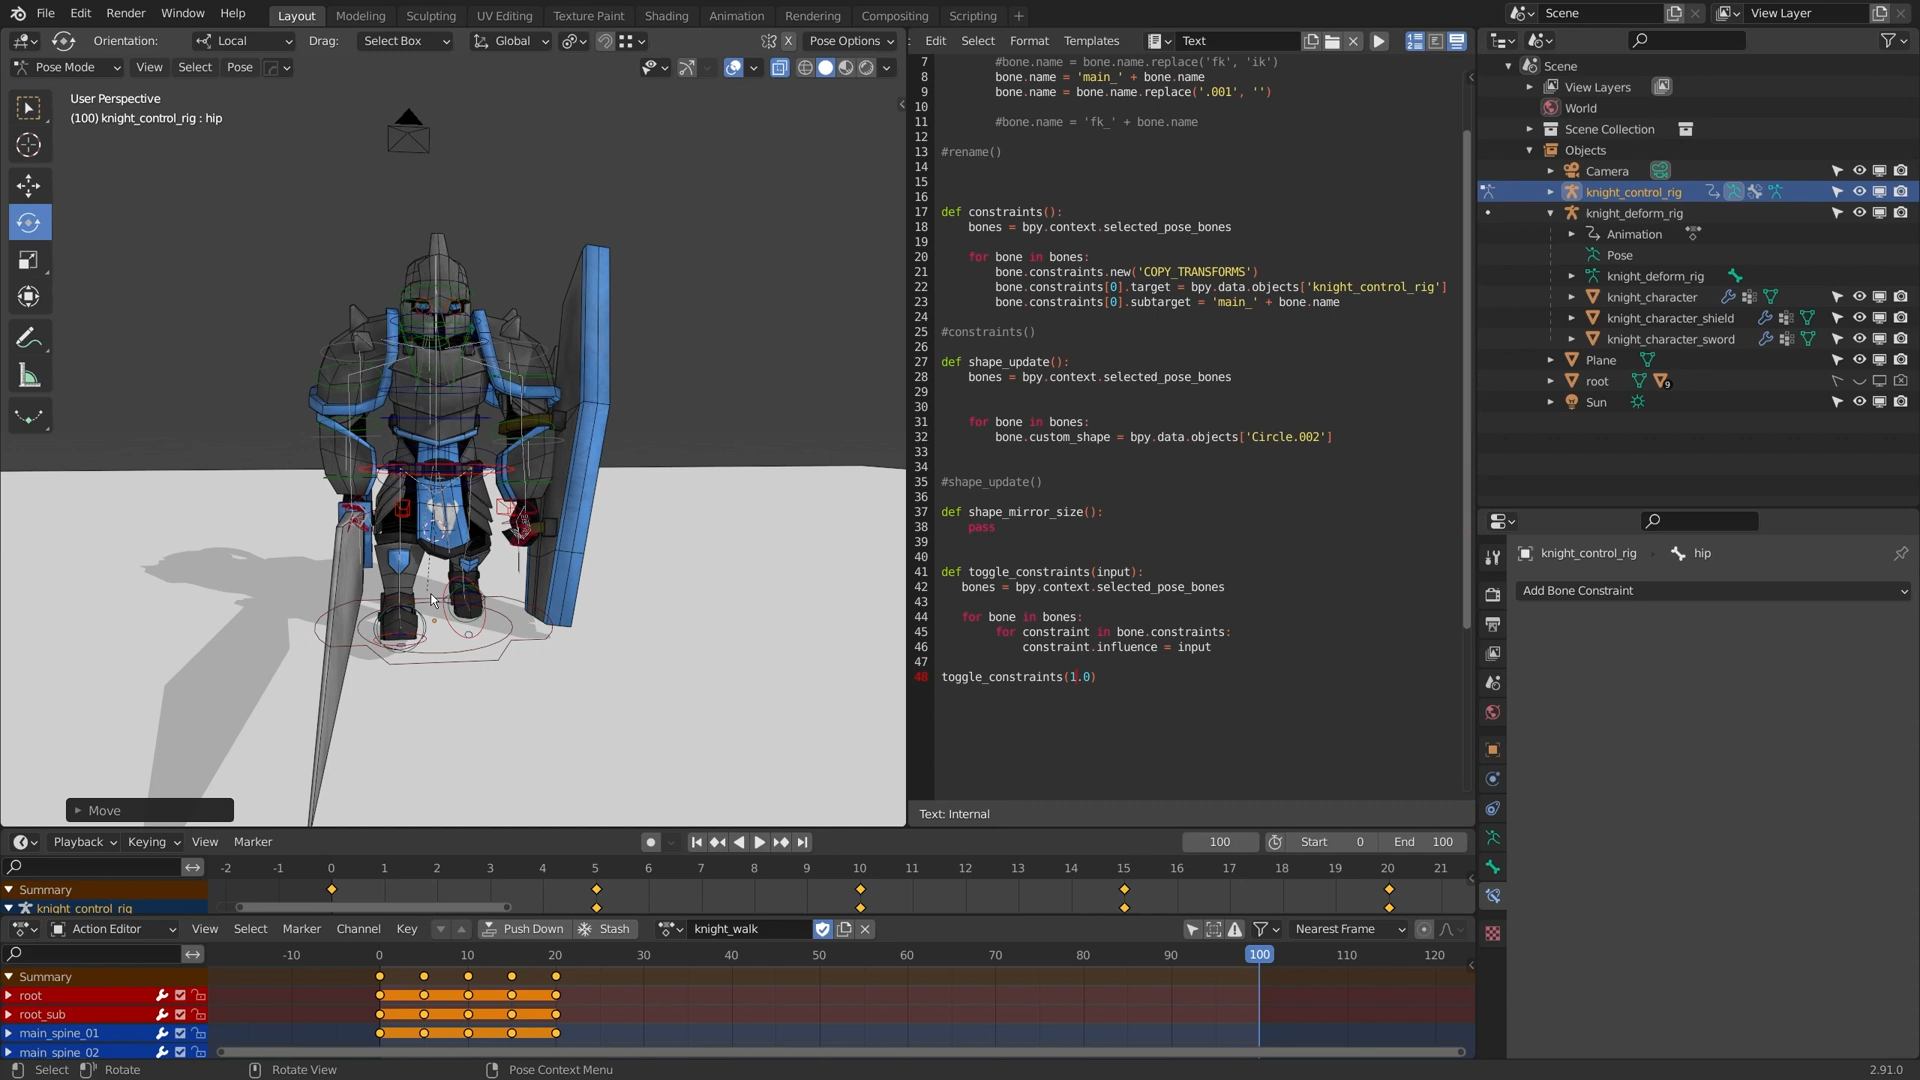 File Edit Render Window Help Layout Modeling Sculpting UV Editing Texture Paint Shading Animation Rendering Compositing Scripting + Scene View Layer
Orientation: Local Drag: Select Box Global X Pose Options
Edit Select Format Templates Text
Pose Mode View Select Pose
User Perspective
(100) knight_control_rig : hip
7 #bone.name = bone.name.replace('fk', 'ik')
8 bone.name = 'main_' + bone.name
9 bone.name = bone.name.replace('.001', '')
10
11 #bone.name = 'fk_' + bone.name
12
13 #rename()
14
15
16
17 def constraints():
18 bones = bpy.context.selected_pose_bones
19
20 for bone in bones:
21 bone.constraints.new('COPY_TRANSFORMS')
22 bone.constraints[0].target = bpy.data.objects['knight_control_rig']
23 bone.constraints[0].subtarget = 'main_' + bone.name
24
25 #constraints()
26
27 def shape_update():
28 bones = bpy.context.selected_pose_bones
29
30
31 for bone in bones:
32 bone.custom_shape = bpy.data.objects['Circle.002']
33
34
35 #shape_update()
36
37 def shape_mirror_size():
38 pass
39
40
41 def toggle_constraints(input):
42 bones = bpy.context.selected_pose_bones
43
44 for bone in bones:
45 for constraint in bone.constraints:
46 constraint.influence = input
47
48 toggle_constraints(1.0)
Text: Internal
Scene
View Layers
World
Scene Collection
Objects
Camera
knight_control_rig
knight_deform_rig
Animation
Pose
knight_deform_rig
knight_character
knight_character_shield
knight_character_sword
Plane
root 9
Sun
knight_control_rig hip
Add Bone Constraint
Move
Playback Keying View Marker 100 Start 0 End 100
-2 -1 0 1 2 3 4 5 6 7 8 9 10 11 12 13 14 15 16 17 18 19 20 21
Summary
knight_control_rig
Action Editor View Select Marker Channel Key Push Down Stash knight_walk Nearest Frame
-10 0 10 20 30 40 50 60 70 80 90 100 110 120
Summary
root
root_sub
main_spine_01
main_spine_02
Select Rotate Rotate View Pose Context Menu 2.91.0